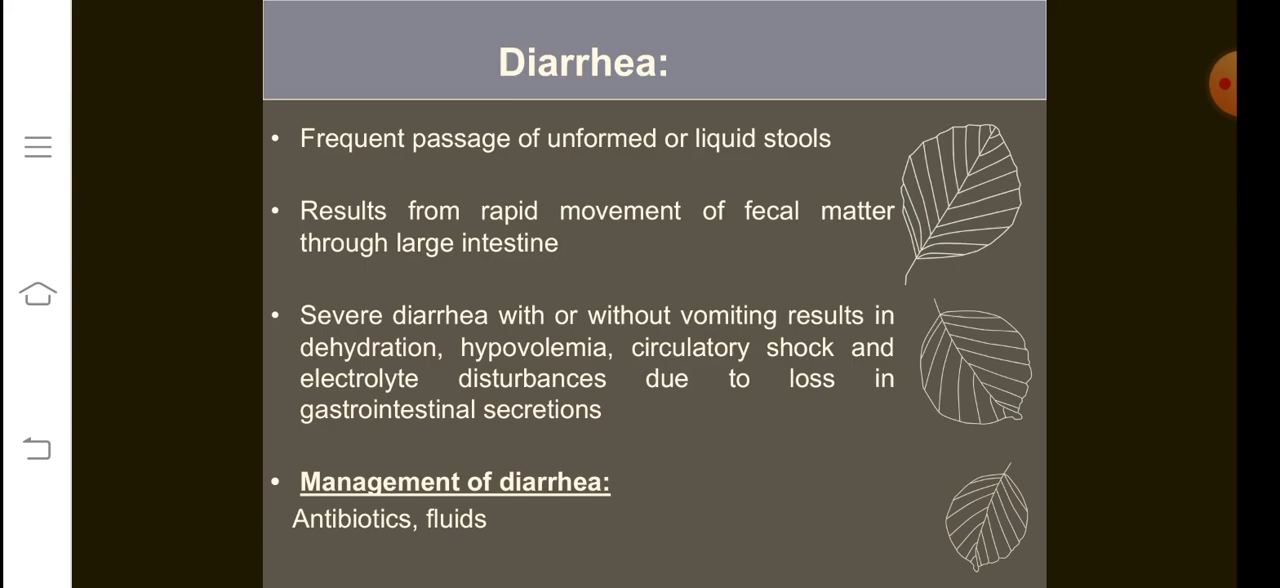 Diarrhea:
• Frequent passage of unformed or liquid stools
• Results from rapid movement of fecal matter
through large intestine
• Severe diarrhea with or without vomiting results in
dehydration, hypovolemia, circulatory shock and
electrolyte disturbances due to loss in
gastrointestinal secretions
• Management of diarrhea:
Antibiotics, fluids